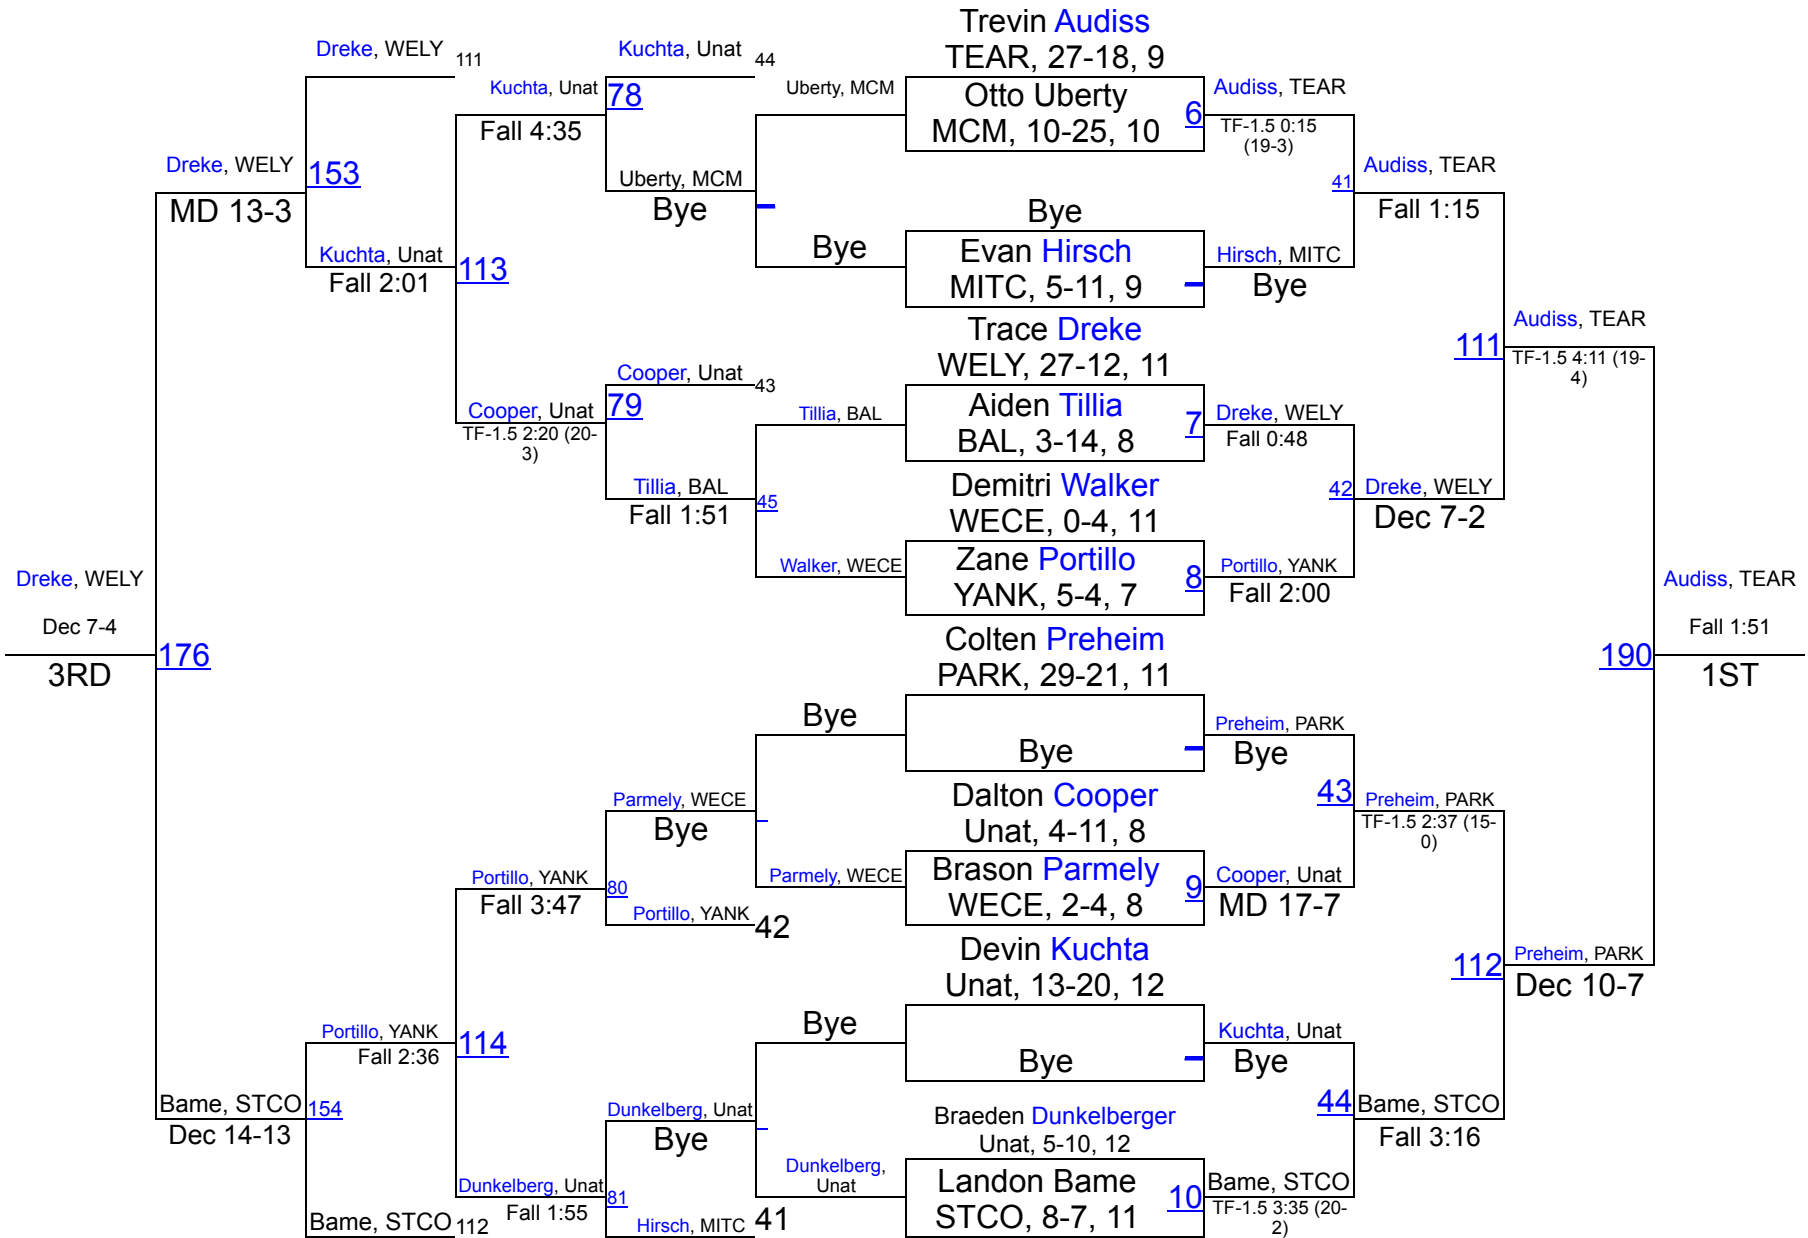 Trevin Audiss
TEAR, 27-18, 9
Otto Uberty
MCM, 10-25, 10
6
Bye
Evan Hirsch
MITC, 5-11, 9
Trace Dreke
WELY, 27-12, 11
Aiden Tillia
BAL, 3-14, 8
7
Demitri Walker
WECE, 0-4, 11
Zane Portillo
YANK, 5-4, 7
8
Colten Preheim
PARK, 29-21, 11
Bye
Dalton Cooper
Unat, 4-11, 8
Brason Parmely
WECE, 2-4, 8
9
Devin Kuchta
Unat, 13-20, 12
Bye
Braeden Dunkelberger
Unat, 5-10, 12
Landon Bame
STCO, 8-7, 11
10
Audiss, TEAR
TF-1.5 0:15
(19-3)
Hirsch, MITC
Bye
Dreke, WELY
Fall 0:48
Portillo, YANK
Fall 2:00
Preheim, PARK
Bye
Cooper, Unat
MD 17-7
Kuchta, Unat
Bye
Bame, STCO
TF-1.5 3:35 (20-
2)
41
Audiss, TEAR
Fall 1:15
42
Dreke, WELY
Dec 7-2
43
Preheim, PARK
TF-1.5 2:37 (15-
0)
44
Bame, STCO
Fall 3:16
111
Audiss, TEAR
TF-1.5 4:11 (19-
4)
112
Preheim, PARK
Dec 10-7
190
Audiss, TEAR
Fall 1:51
1ST
Uberty, MCM
Bye
Tillia, BAL
Walker, WECE
Bye
Parmely, WECE
Bye
Dunkelberg,
Unat
Kuchta, Unat
44
Uberty, MCM
Bye
Cooper, Unat
43
Tillia, BAL
Fall 1:51
45
Parmely, WECE
Bye
Portillo, YANK
42
Dunkelberg, Unat
Bye
Hirsch, MITC
41
Kuchta, Unat
Fall 4:35
78
Cooper, Unat
TF-1.5 2:20 (20-
3)
79
Portillo, YANK
Fall 3:47
80
Dunkelberg, Unat
Fall 1:55
81
Dreke, WELY
111
Kuchta, Unat
Fall 2:01
113
Portillo, YANK
Fall 2:36
114
Bame, STCO
112
Dreke, WELY
MD 13-3
153
Bame, STCO
Dec 14-13
154
Dreke, WELY
Dec 7-4
3RD
176